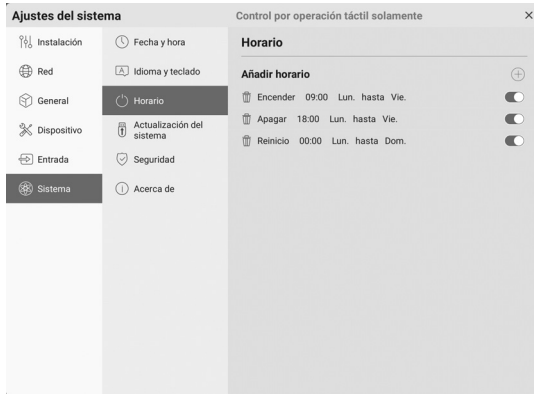 Ajustes del sistema
Control por operación táctil solamente
Instalación
Red
General
Dispositivo
Entrada
Sistema
Fecha y hora
Idioma y teclado
Horario
Actualización del
sistema
Seguridad
Acerca de
Horario
Añadir horario
Encender 09:00 Lun. hasta Vie.
Apagar 18:00 Lun. hasta Vie.
Reinicio 00:00 Lun. hasta Dom.